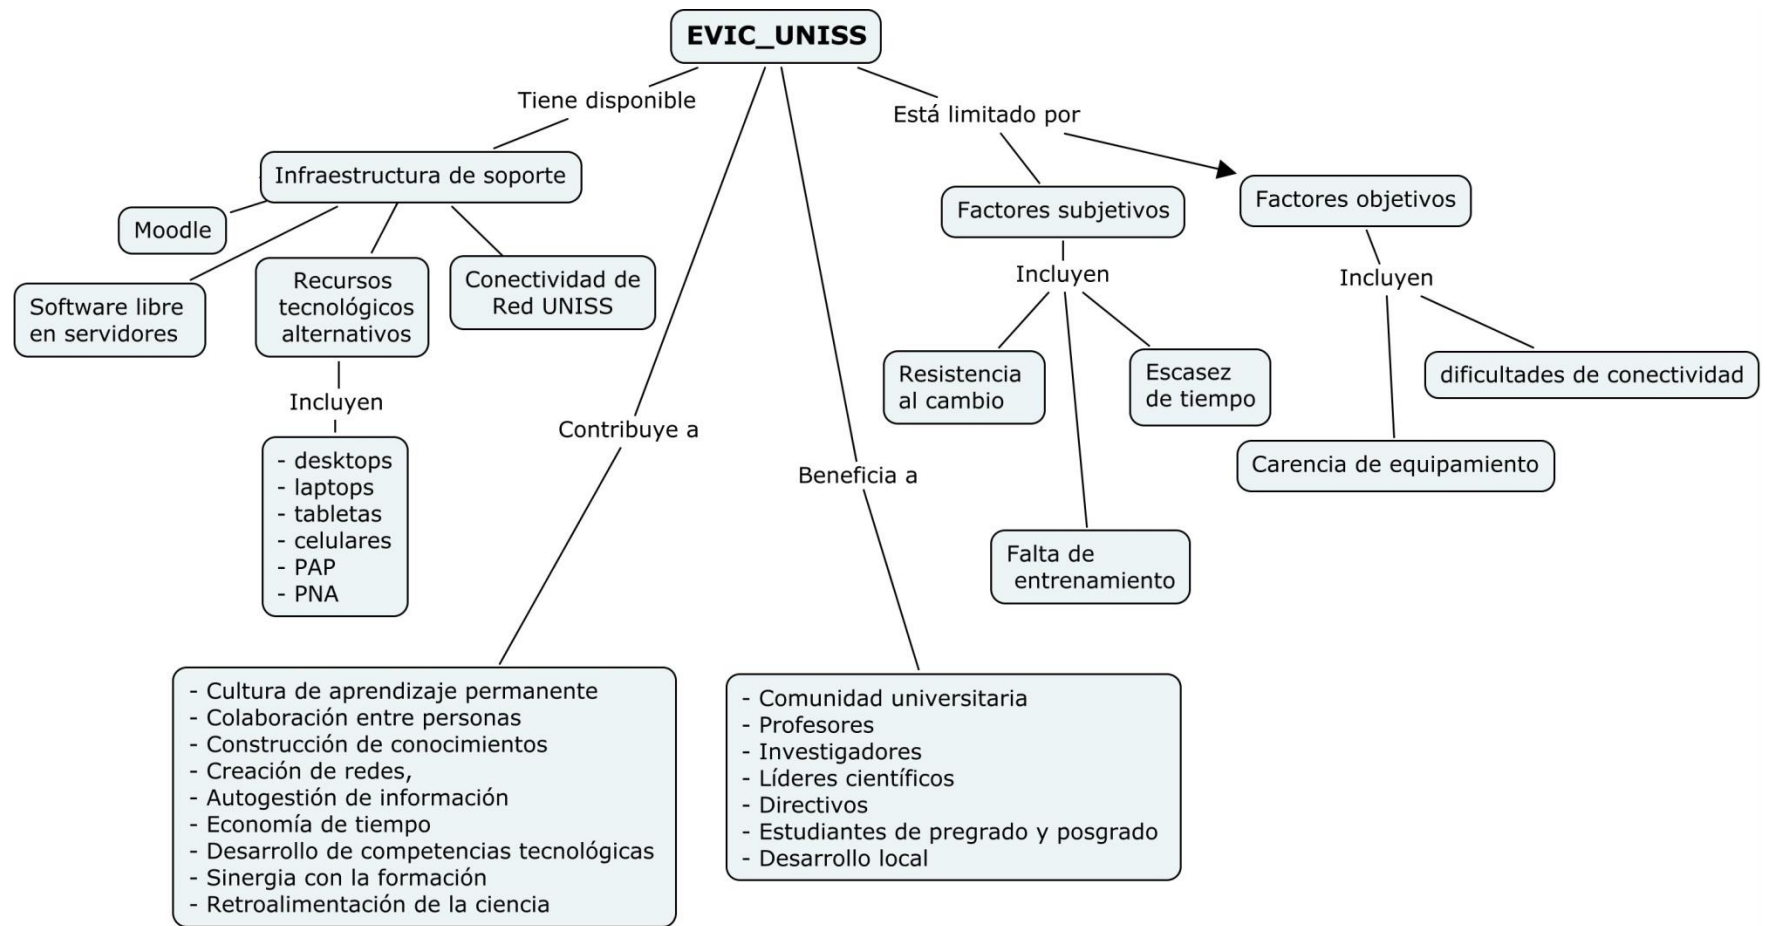 EVIC_UNISS
Tiene disponible
Está limitado por
Infraestructura de soporte
Moodle
Software libre
en servidores
Recursos
tecnológicos
alternativos
Conectividad de
Red UNISS
Incluyen
- desktops
- laptops
- tabletas
- celulares
- PAP
- PNA
Contribuye a
- Cultura de aprendizaje permanente
- Colaboración entre personas
- Construcción de conocimientos
- Creación de redes,
- Autogestión de información
- Economía de tiempo
- Desarrollo de competencias tecnológicas
- Sinergia con la formación
- Retroalimentación de la ciencia
Beneficia a
- Comunidad universitaria
- Profesores
- Investigadores
- Líderes científicos
- Directivos
- Estudiantes de pregrado y posgrado
- Desarrollo local
Factores subjetivos
Incluyen
Resistencia
al cambio
Escasez
de tiempo
Falta de
entrenamiento
Factores objetivos
Incluyen
dificultades de conectividad
Carencia de equipamiento